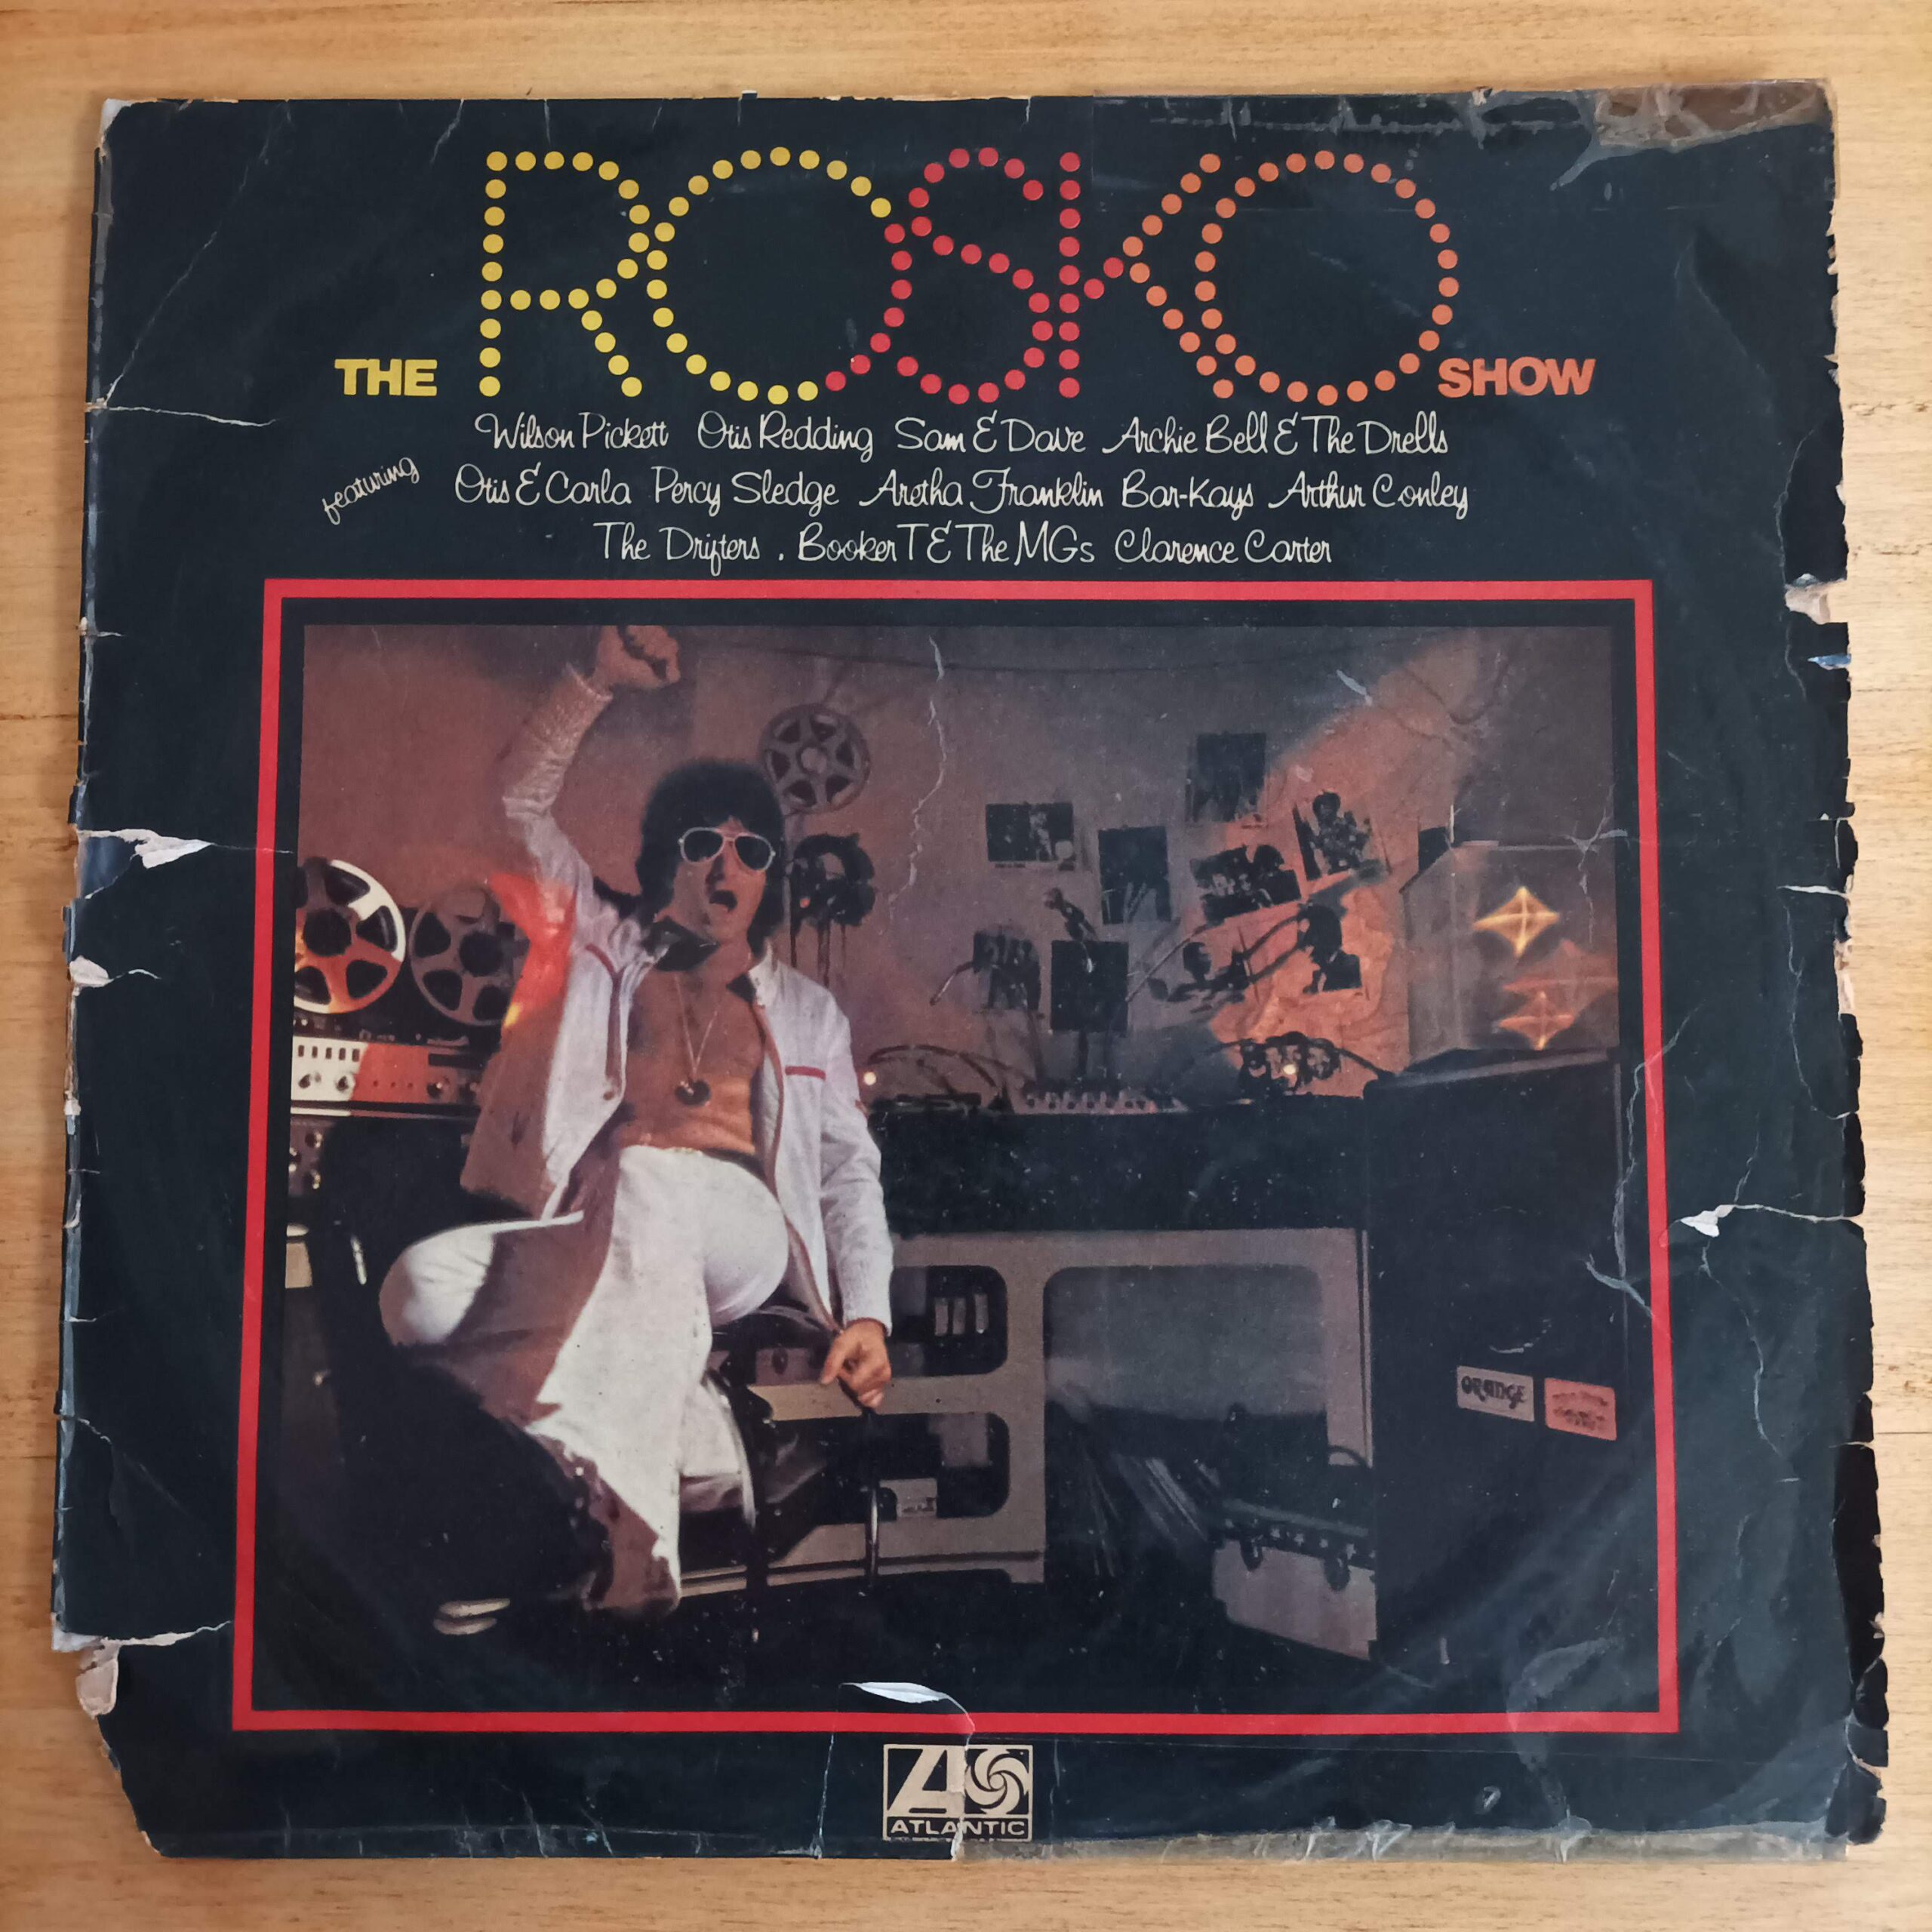 THE ROSKO SHOW
featuring
Wilson Pickett Otis Redding Sam & Dave Archie Bell & The Drells
Otis & Carla Percy Sledge Aretha Franklin Bar-Kays Arthur Conley
The Drifters . Booker T & The MGs Clarence Carter
ORANGE
ATLANTIC